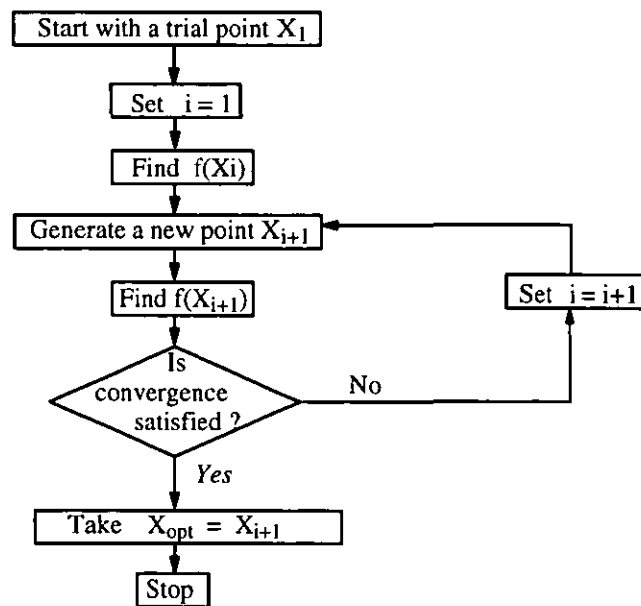 Start with a trial point X₁
Set i = 1
Find f(Xi)
Generate a new point Xᵢ₊₁
Find f(Xᵢ₊₁)
Set i = i+1
Is
convergence
satisfied ?
No
Yes
Take Xₒₚₜ = Xᵢ₊₁
Stop